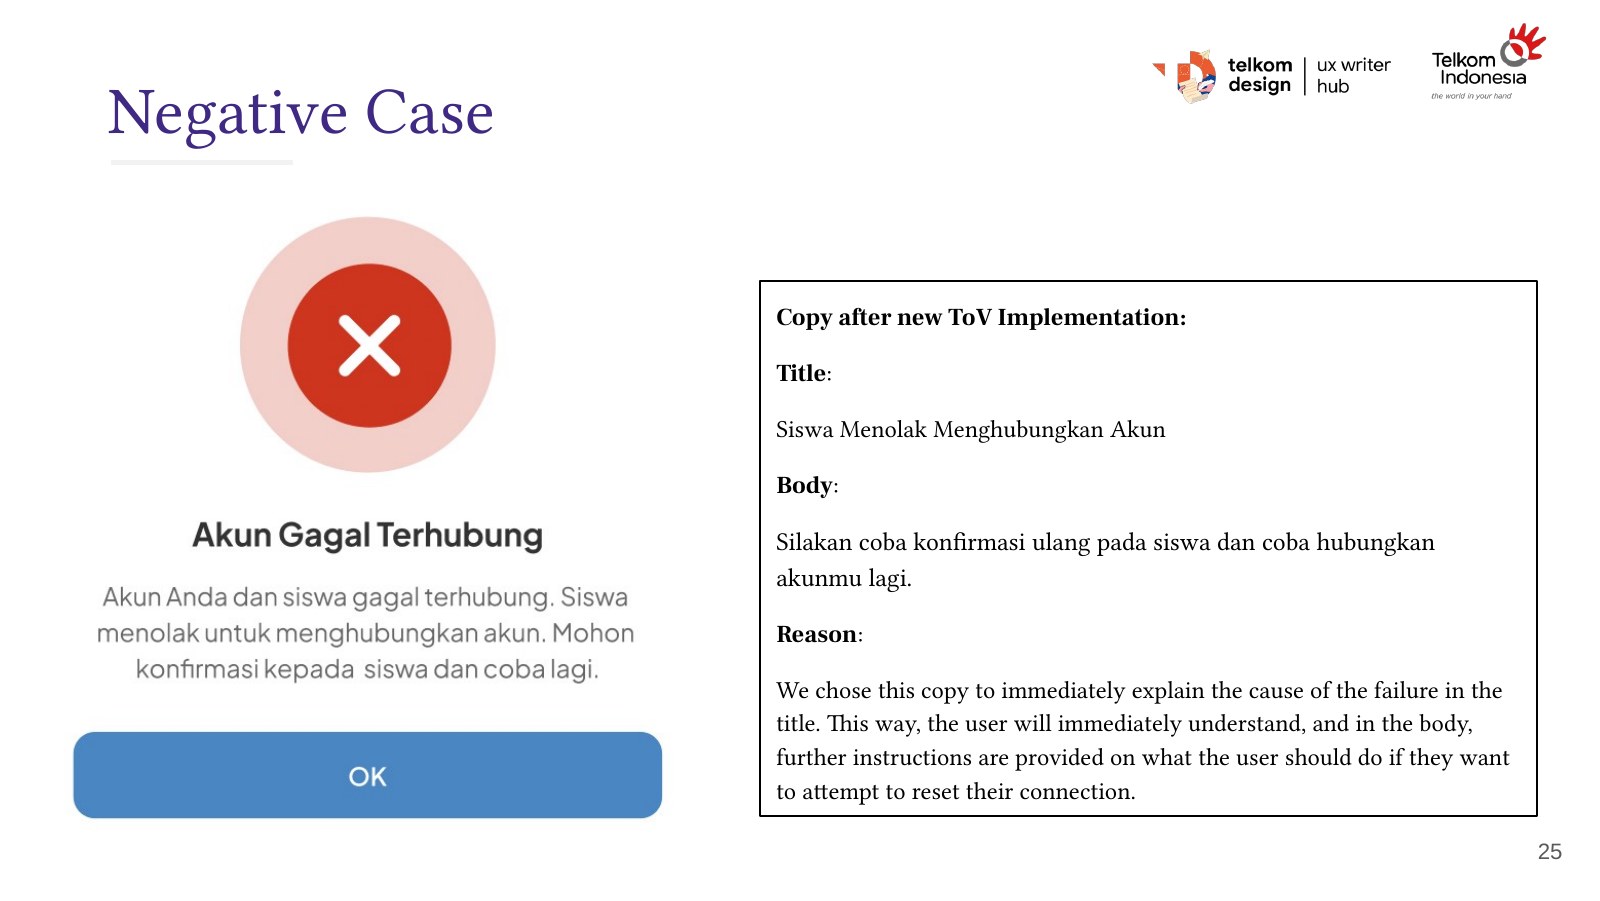 Negative Case
telkom
design
ux writer
hub
Telkom
Indonesia
the world in your hand
Akun Gagal Terhubung
Akun Anda dan siswa gagal terhubung. Siswa
menolak untuk menghubungkan akun. Mohon
konfirmasi kepada siswa dan coba lagi.
OK
Copy after new ToV Implementation:
Title:
Siswa Menolak Menghubungkan Akun
Body:
Silakan coba konfirmasi ulang pada siswa dan coba hubungkan
akunmu lagi.
Reason:
We chose this copy to immediately explain the cause of the failure in the
title. This way, the user will immediately understand, and in the body,
further instructions are provided on what the user should do if they want
to attempt to reset their connection.
25